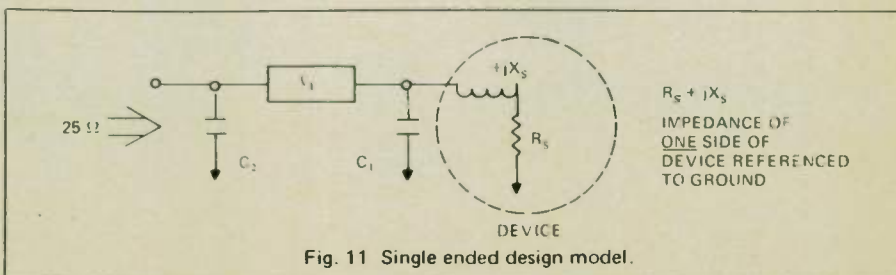 25 Ω
C₂
C₁
+jXₛ
Rₛ
DEVICE
Rₛ + jXₛ
IMPEDANCE OF
ONE SIDE OF
DEVICE REFERENCED
TO GROUND
Fig. 11 Single ended design model.